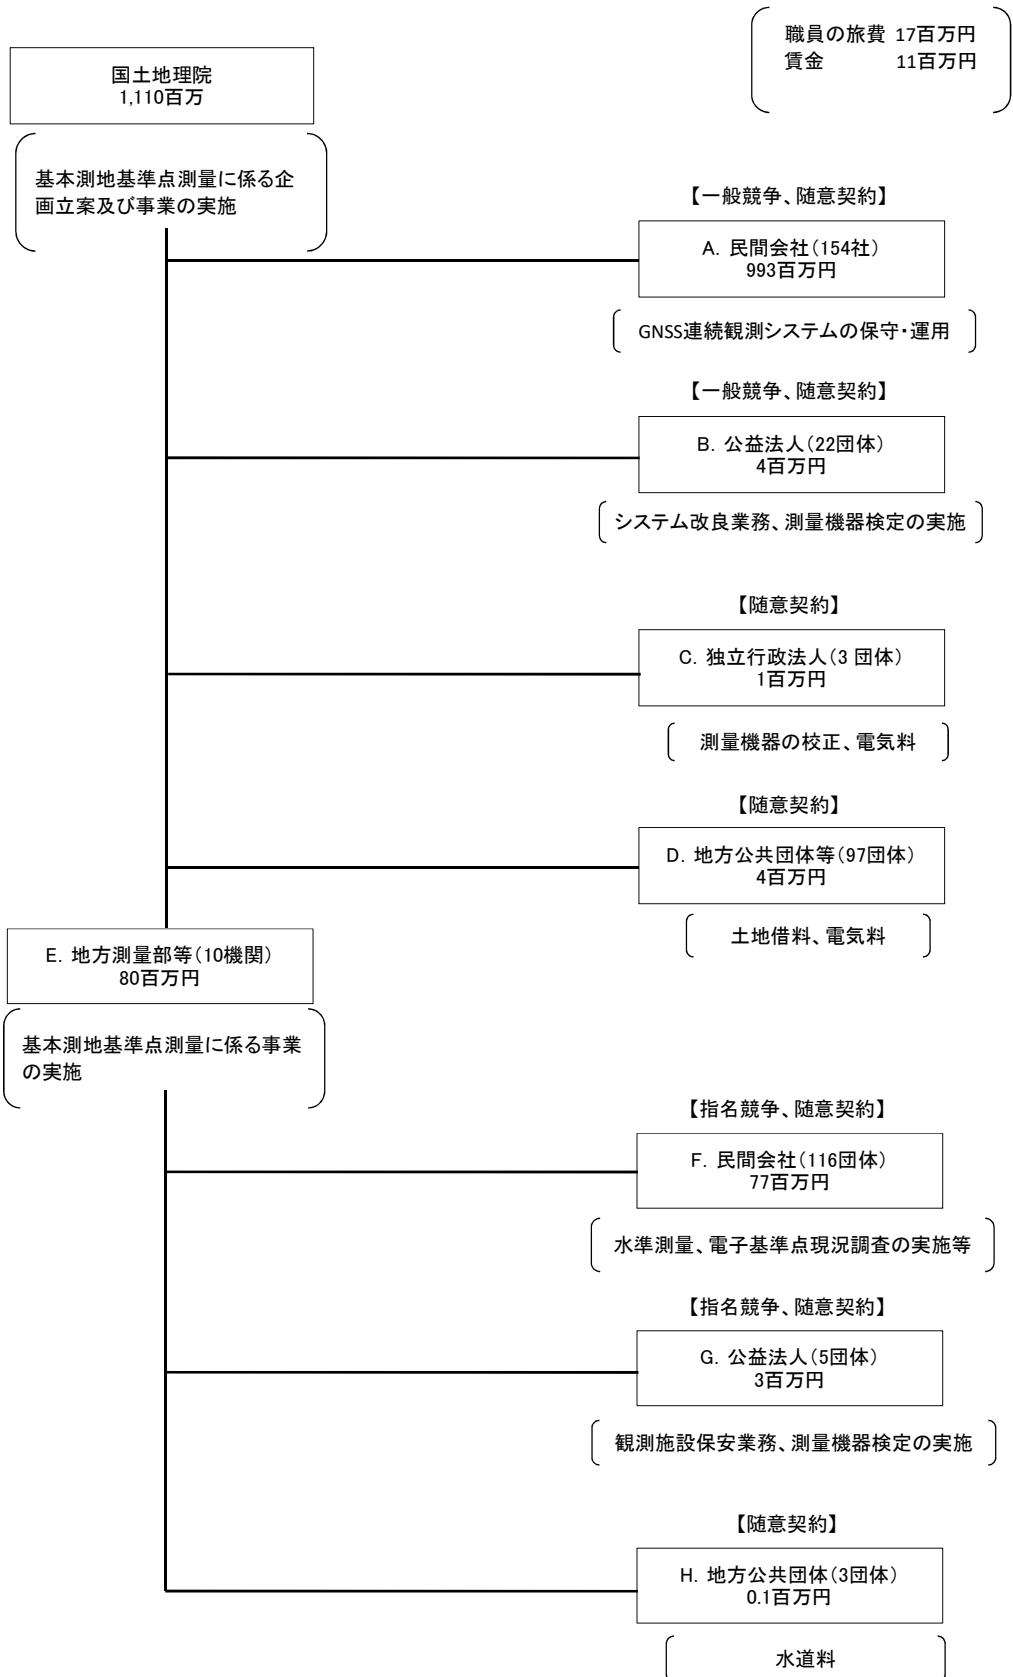 職員の旅費 17百万円
賃金 11百万円
国土地理院
1,110百万
基本測地基準点測量に係る企
画立案及び事業の実施
【一般競争、随意契約】
A. 民間会社(154社)
993百万円
GNSS連続観測システムの保守・運用
【一般競争、随意契約】
B. 公益法人(22団体)
4百万円
システム改良業務、測量機器検定の実施
【随意契約】
C. 独立行政法人(3 団体)
1百万円
測量機器の校正、電気料
【随意契約】
D. 地方公共団体等(97団体)
4百万円
土地借料、電気料
E. 地方測量部等(10機関)
80百万円
基本測地基準点測量に係る事業
の実施
【指名競争、随意契約】
F. 民間会社(116団体)
77百万円
水準測量、電子基準点現況調査の実施等
【指名競争、随意契約】
G. 公益法人(5団体)
3百万円
観測施設保安業務、測量機器検定の実施
【随意契約】
H. 地方公共団体(3団体)
0.1百万円
水道料